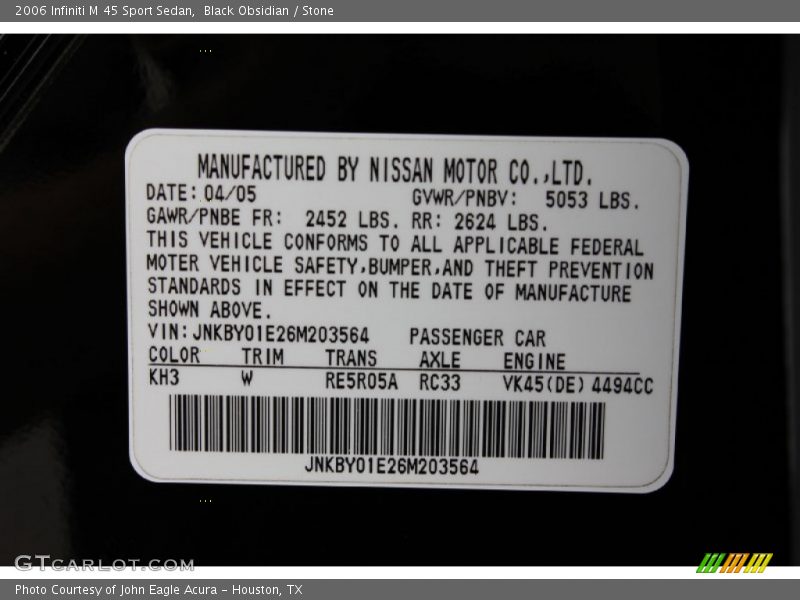 2006 Infiniti M 45 Sport Sedan,  Black Obsidian / Stone
MANUFACTURED BY NISSAN MOTOR CO.,LTD.
DATE: 04/05 GVWR/PNBV: 5053 LBS.
GAWR/PNBE FR: 2452 LBS. RR: 2624 LBS.
THIS VEHICLE CONFORMS TO ALL APPLICABLE FEDERAL
MOTER VEHICLE SAFETY,BUMPER,AND THEFT PREVENTION
STANDARDS IN EFFECT ON THE DATE OF MANUFACTURE
SHOWN ABOVE.
VIN: JNKBY01E26M203564 PASSENGER CAR
COLOR TRIM TRANS AXLE ENGINE
KH3 W RE5R05A RC33 VK45(DE) 4494CC
JNKBY01E26M203564
GTCARLOT.COM
Photo Courtesy of John Eagle Acura - Houston, TX